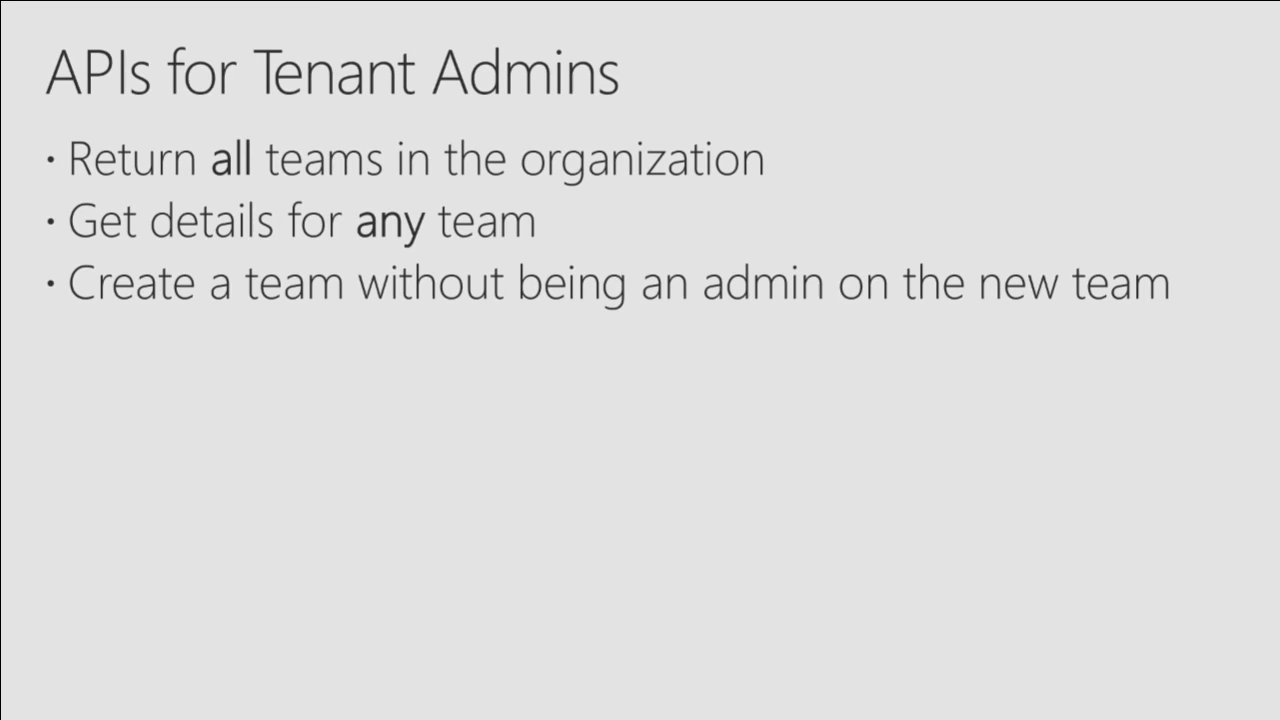 APIs for Tenant Admins
• Return all teams in the organization
• Get details for any team
• Create a team without being an admin on the new team